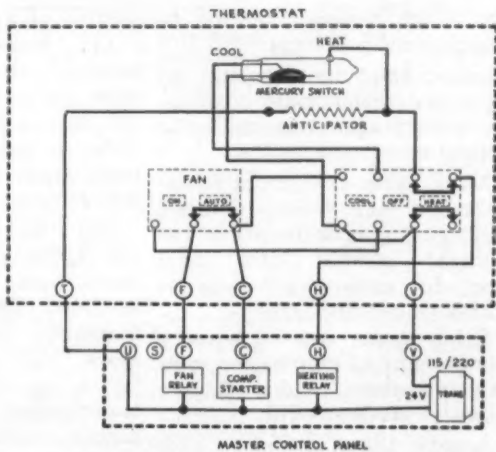 THERMOSTAT
HEAT
COOL
MERCURY SWITCH
ANTICIPATOR
FAN
ON AUTO
COOL OFF HEAT
T F C H V
U S F C H V
115/220
FAN RELAY
COMP. STARTER
HEATING RELAY
24V
TRANS
MASTER CONTROL PANEL